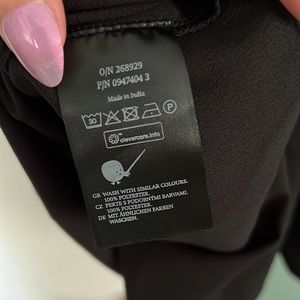 O/N 268929
P/N 0947404 3
Made in India
30 P
clevercare.info
GB WASH WITH SIMILAR COLOURS.
100% POLYESTER.
CZ PERTE S PODOBNÝMI BARVAMI.
100% POLYESTER.
DE MIT ÄHNLICHEN FARBEN
WASCHEN.